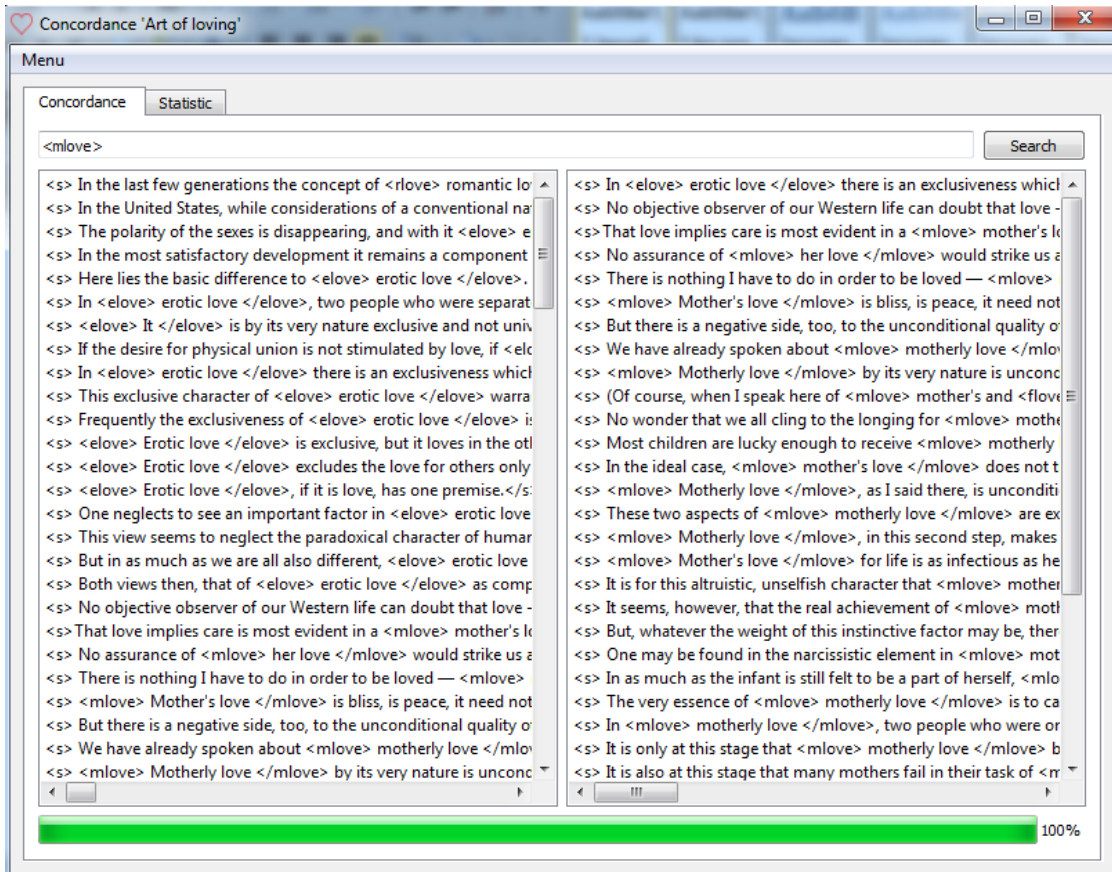 Concordance 'Art of loving'
Menu
Concordance
Statistic
<mlove>
Search
<s> In the last few generations the concept of <rlove> romantic lo
<s> In the United States, while considerations of a conventional na
<s> The polarity of the sexes is disappearing, and with it <elove> e
<s> In the most satisfactory development it remains a component
<s> Here lies the basic difference to <elove> erotic love </elove>.
<s> In <elove> erotic love </elove>, two people who were separat
<s> <elove> It </elove> is by its very nature exclusive and not univ
<s> If the desire for physical union is not stimulated by love, if <elo
<s> In <elove> erotic love </elove> there is an exclusiveness which
<s> This exclusive character of <elove> erotic love </elove> warra
<s> Frequently the exclusiveness of <elove> erotic love </elove> is
<s> <elove> Erotic love </elove> is exclusive, but it loves in the oth
<s> <elove> Erotic love </elove> excludes the love for others only
<s> <elove> Erotic love </elove>, if it is love, has one premise.</s>
<s> One neglects to see an important factor in <elove> erotic love
<s> This view seems to neglect the paradoxical character of human
<s> But in as much as we are all also different, <elove> erotic love
<s> Both views then, that of <elove> erotic love </elove> as comp
<s> No objective observer of our Western life can doubt that love -
<s>That love implies care is most evident in a <mlove> mother's lo
<s> No assurance of <mlove> her love </mlove> would strike us a
<s> There is nothing I have to do in order to be loved — <mlove>
<s> <mlove> Mother's love </mlove> is bliss, is peace, it need not
<s> But there is a negative side, too, to the unconditional quality o
<s> We have already spoken about <mlove> motherly love </mlov
<s> <mlove> Motherly love </mlove> by its very nature is uncond
<s> In <elove> erotic love </elove> there is an exclusiveness which
<s> No objective observer of our Western life can doubt that love -
<s>That love implies care is most evident in a <mlove> mother's lo
<s> No assurance of <mlove> her love </mlove> would strike us a
<s> There is nothing I have to do in order to be loved — <mlove>
<s> <mlove> Mother's love </mlove> is bliss, is peace, it need not
<s> But there is a negative side, too, to the unconditional quality o
<s> We have already spoken about <mlove> motherly love </mlov
<s> <mlove> Motherly love </mlove> by its very nature is uncond
<s> (Of course, when I speak here of <mlove> mother's and <flove
<s> No wonder that we all cling to the longing for <mlove> mothe
<s> Most children are lucky enough to receive <mlove> motherly
<s> In the ideal case, <mlove> mother's love </mlove> does not t
<s> <mlove> Motherly love </mlove>, as I said there, is unconditi
<s> These two aspects of <mlove> motherly love </mlove> are ex
<s> <mlove> Motherly love </mlove>, in this second step, makes
<s> <mlove> Mother's love </mlove> for life is as infectious as he
<s> It is for this altruistic, unselfish character that <mlove> mother
<s> It seems, however, that the real achievement of <mlove> moth
<s> But, whatever the weight of this instinctive factor may be, ther
<s> One may be found in the narcissistic element in <mlove> mot
<s> In as much as the infant is still felt to be a part of herself, <mlo
<s> The very essence of <mlove> motherly love </mlove> is to ca
<s> In <mlove> motherly love </mlove>, two people who were or
<s> It is only at this stage that <mlove> motherly love </mlove> b
<s> It is also at this stage that many mothers fail in their task of <m
100%